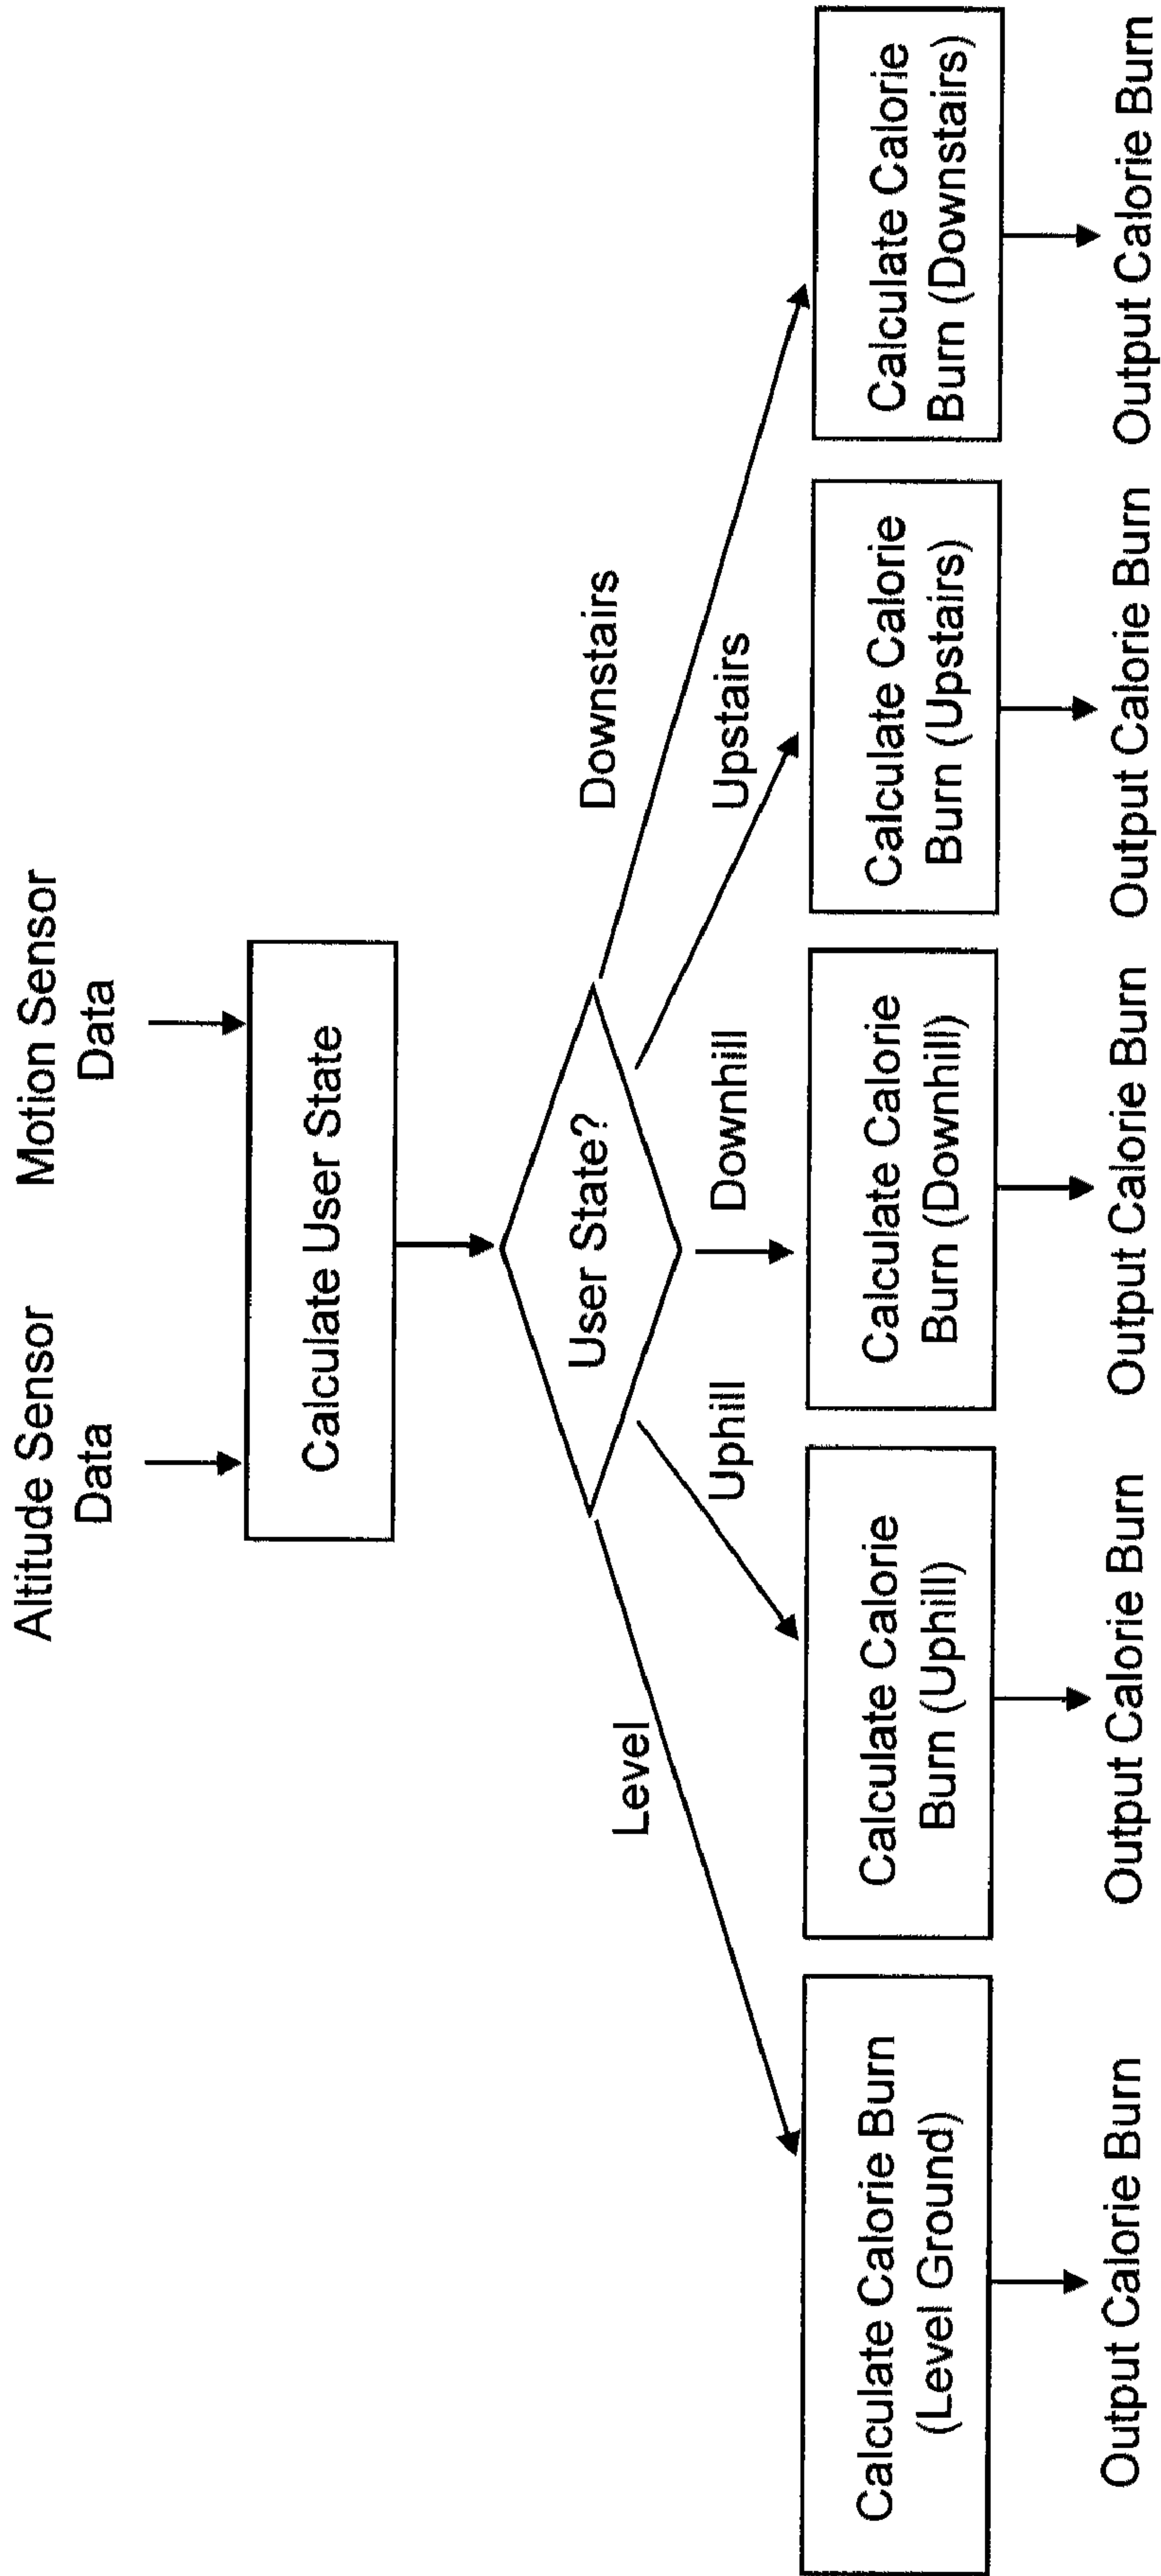 Altitude Sensor
Data
Motion Sensor
Data
Calculate User State
User State?
Level
Uphill
Downhill
Upstairs
Downstairs
Calculate Calorie Burn
(Level Ground)
Calculate Calorie
Burn (Uphill)
Calculate Calorie
Burn (Downhill)
Calculate Calorie
Burn (Upstairs)
Calculate Calorie
Burn (Downstairs)
Output Calorie Burn
Output Calorie Burn
Output Calorie Burn
Output Calorie Burn
Output Calorie Burn